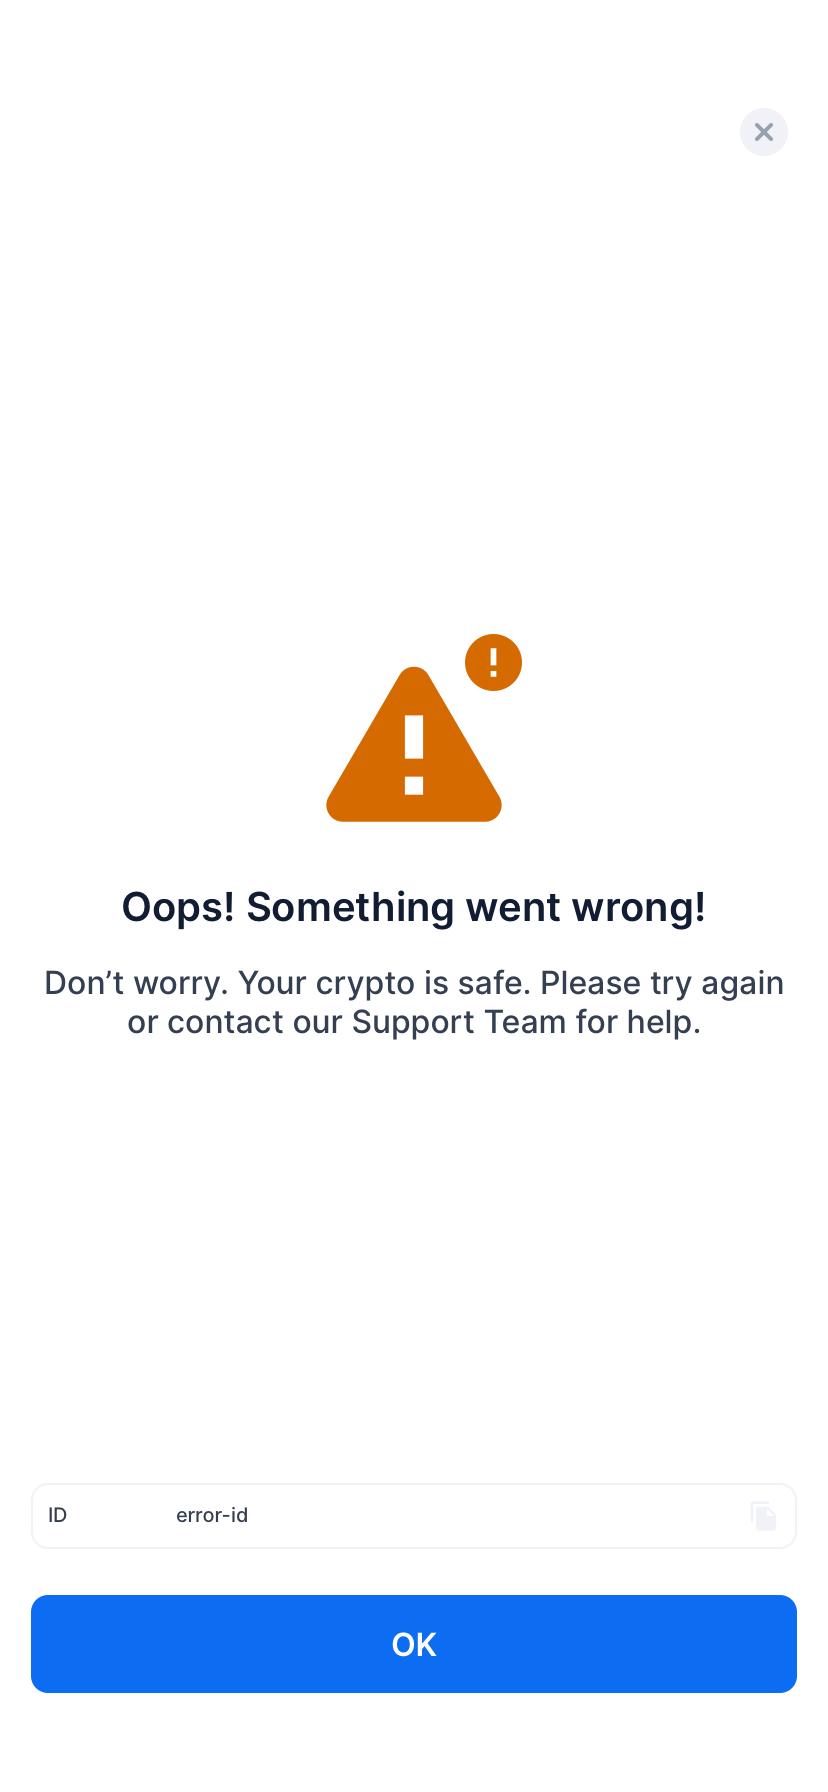 Oops! Something went wrong!
Don’t worry. Your crypto is safe. Please try again
or contact our Support Team for help.
ID error-id
OK